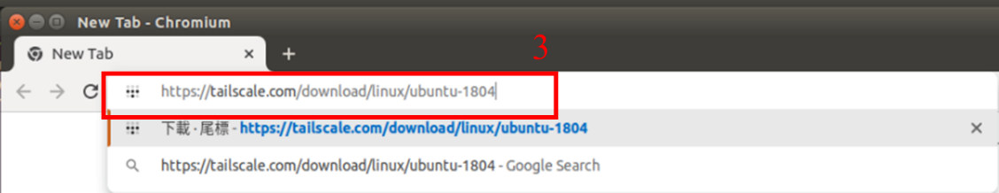 New Tab - Chromium
New Tab
3
https://tailscale.com/download/linux/ubuntu-1804
下載 · 尾標 - https://tailscale.com/download/linux/ubuntu-1804
https://tailscale.com/download/linux/ubuntu-1804 - Google Search